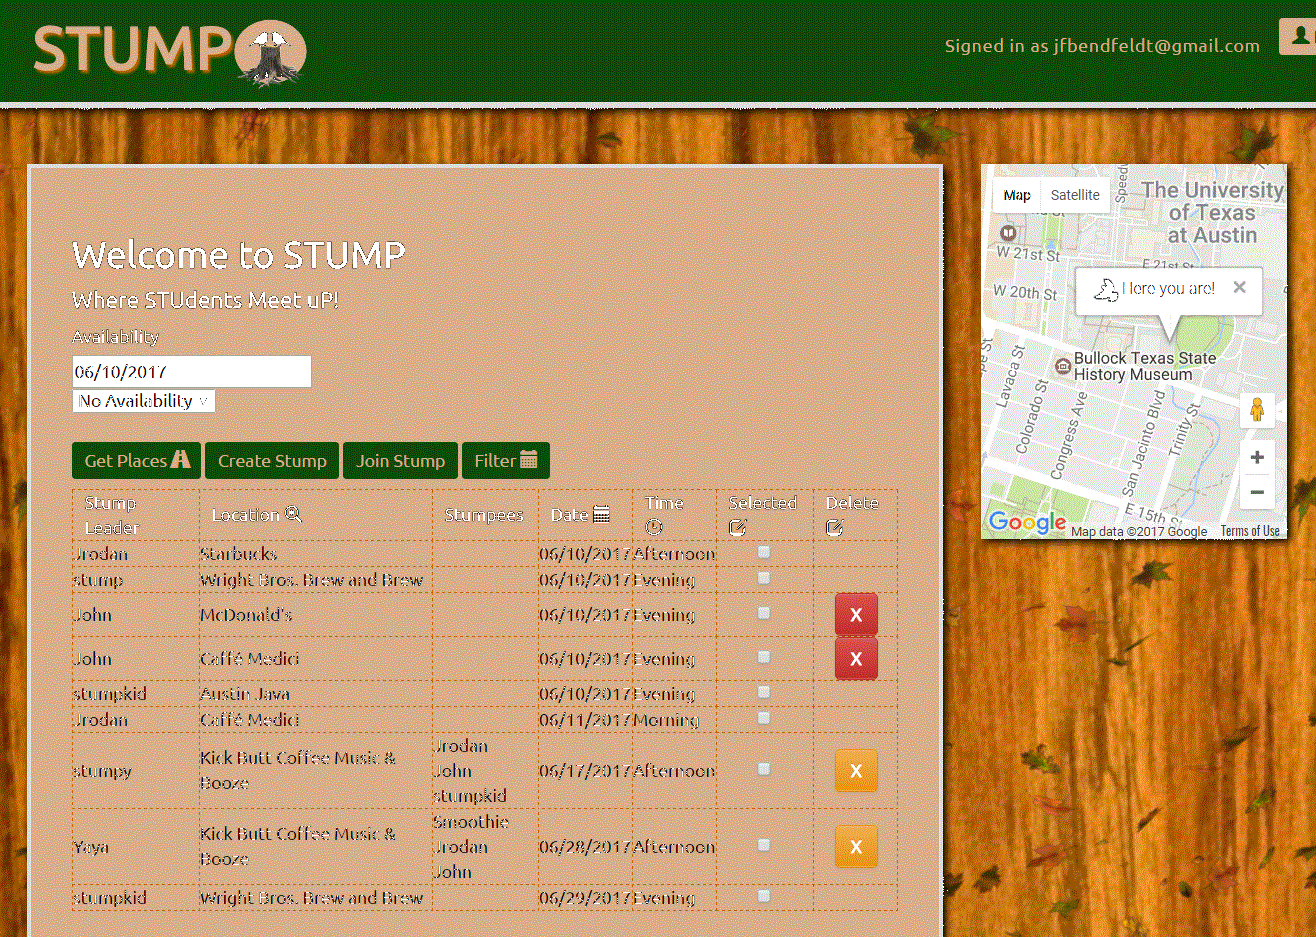 STUMP
Signed in as jfbendfeldt@gmail.com
Welcome to STUMP
Where STUdents Meet uP!
Availability
06/10/2017
No Availability
Get Places Create Stump Join Stump Filter
Stump Leader Location Stumpees Date Time Selected Delete
Jrodan Starbucks 06/10/2017 Afternoon
stump Wright Bros. Brew and Brew 06/10/2017 Evening
John McDonald's 06/10/2017 Evening X
John Caffé Medici 06/10/2017 Evening X
stumpkid Austin Java 06/10/2017 Evening
Jrodan Caffé Medici 06/11/2017 Morning
stumpy Kick Butt Coffee Music & Booze Jrodan John stumpkid 06/17/2017 Afternoon X
Yaya Kick Butt Coffee Music & Booze Smoothie Jrodan John 06/28/2017 Afternoon X
stumpkid Wright Bros. Brew and Brew 06/29/2017 Evening
Map Satellite
Speedw
The University
of Texas
at Austin
W 21st St
E 21st St
W 20th St
Here you are!
Bullock Texas State
History Museum
Lavaca St
Colorado St
Congress Ave
San Jacinto Blvd
Trinity St
E 15th St
Google
Map data ©2017 Google Terms of Use